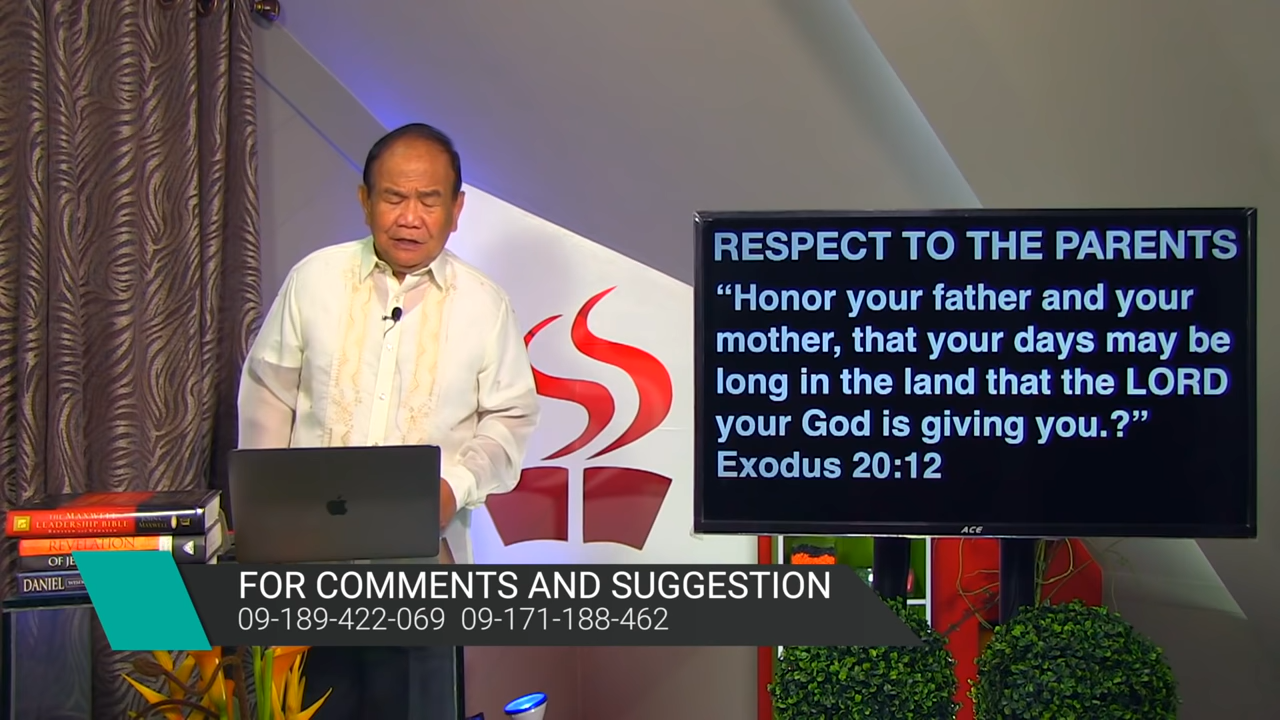 RESPECT TO THE PARENTS
“Honor your father and your
mother, that your days may be
long in the land that the LORD
your God is giving you.?”
Exodus 20:12
ACE
THE MAXWELL
LEADERSHIP BIBLE
REVELATION
DANIEL
FOR COMMENTS AND SUGGESTION
09-189-422-069 09-171-188-462